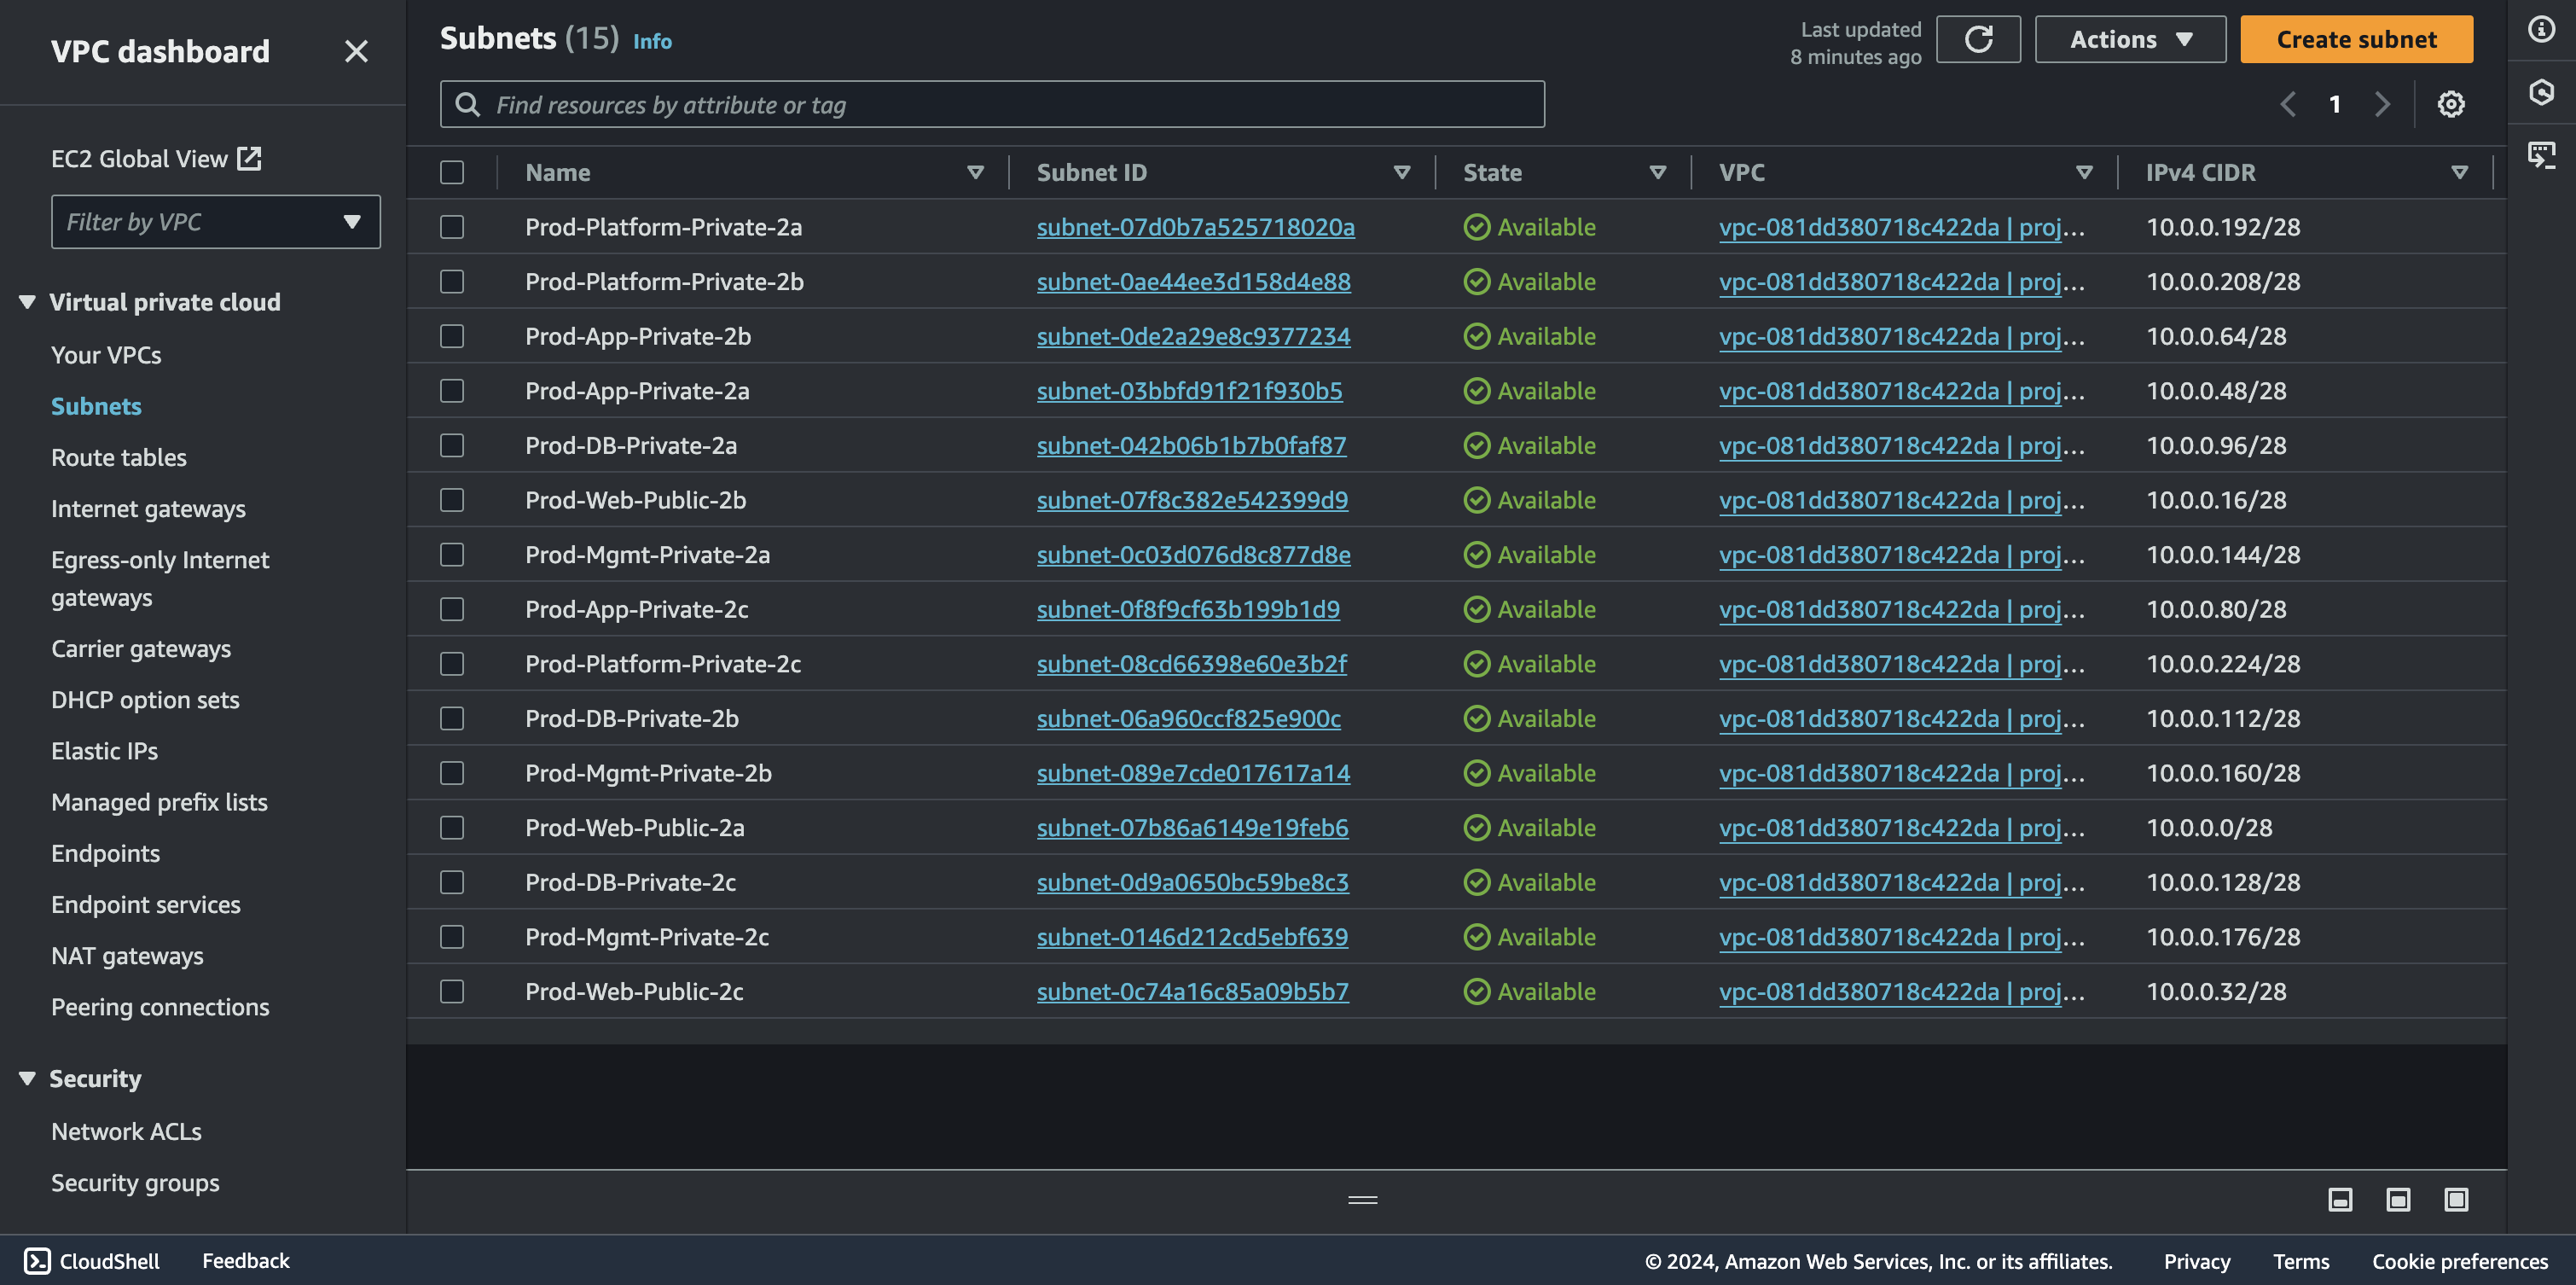 VPC dashboard
EC2 Global View
Filter by VPC
Virtual private cloud
Your VPCs
Subnets
Route tables
Internet gateways
Egress-only Internet
gateways
Carrier gateways
DHCP option sets
Elastic IPs
Managed prefix lists
Endpoints
Endpoint services
NAT gateways
Peering connections
Security
Network ACLs
Security groups
Subnets (15) Info
Last updated
8 minutes ago
Actions
Create subnet
Find resources by attribute or tag
1
Name Subnet ID State VPC IPv4 CIDR
Prod-Platform-Private-2a subnet-07d0b7a525718020a Available vpc-081dd380718c422da | proj... 10.0.0.192/28
Prod-Platform-Private-2b subnet-0ae44ee3d158d4e88 Available vpc-081dd380718c422da | proj... 10.0.0.208/28
Prod-App-Private-2b subnet-0de2a29e8c9377234 Available vpc-081dd380718c422da | proj... 10.0.0.64/28
Prod-App-Private-2a subnet-03bbfd91f21f930b5 Available vpc-081dd380718c422da | proj... 10.0.0.48/28
Prod-DB-Private-2a subnet-042b06b1b7b0faf87 Available vpc-081dd380718c422da | proj... 10.0.0.96/28
Prod-Web-Public-2b subnet-07f8c382e542399d9 Available vpc-081dd380718c422da | proj... 10.0.0.16/28
Prod-Mgmt-Private-2a subnet-0c03d076d8c877d8e Available vpc-081dd380718c422da | proj... 10.0.0.144/28
Prod-App-Private-2c subnet-0f8f9cf63b199b1d9 Available vpc-081dd380718c422da | proj... 10.0.0.80/28
Prod-Platform-Private-2c subnet-08cd66398e60e3b2f Available vpc-081dd380718c422da | proj... 10.0.0.224/28
Prod-DB-Private-2b subnet-06a960ccf825e900c Available vpc-081dd380718c422da | proj... 10.0.0.112/28
Prod-Mgmt-Private-2b subnet-089e7cde017617a14 Available vpc-081dd380718c422da | proj... 10.0.0.160/28
Prod-Web-Public-2a subnet-07b86a6149e19feb6 Available vpc-081dd380718c422da | proj... 10.0.0.0/28
Prod-DB-Private-2c subnet-0d9a0650bc59be8c3 Available vpc-081dd380718c422da | proj... 10.0.0.128/28
Prod-Mgmt-Private-2c subnet-0146d212cd5ebf639 Available vpc-081dd380718c422da | proj... 10.0.0.176/28
Prod-Web-Public-2c subnet-0c74a16c85a09b5b7 Available vpc-081dd380718c422da | proj... 10.0.0.32/28
CloudShell Feedback © 2024, Amazon Web Services, Inc. or its affiliates. Privacy Terms Cookie preferences